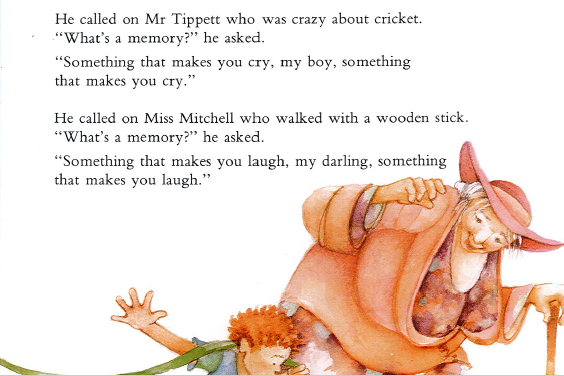 He called on Mr Tippett who was crazy about cricket.
“What’s a memory?” he asked.
“Something that makes you cry, my boy, something
that makes you cry.”
He called on Miss Mitchell who walked with a wooden stick.
“What’s a memory?” he asked.
“Something that makes you laugh, my darling, something
that makes you laugh.”